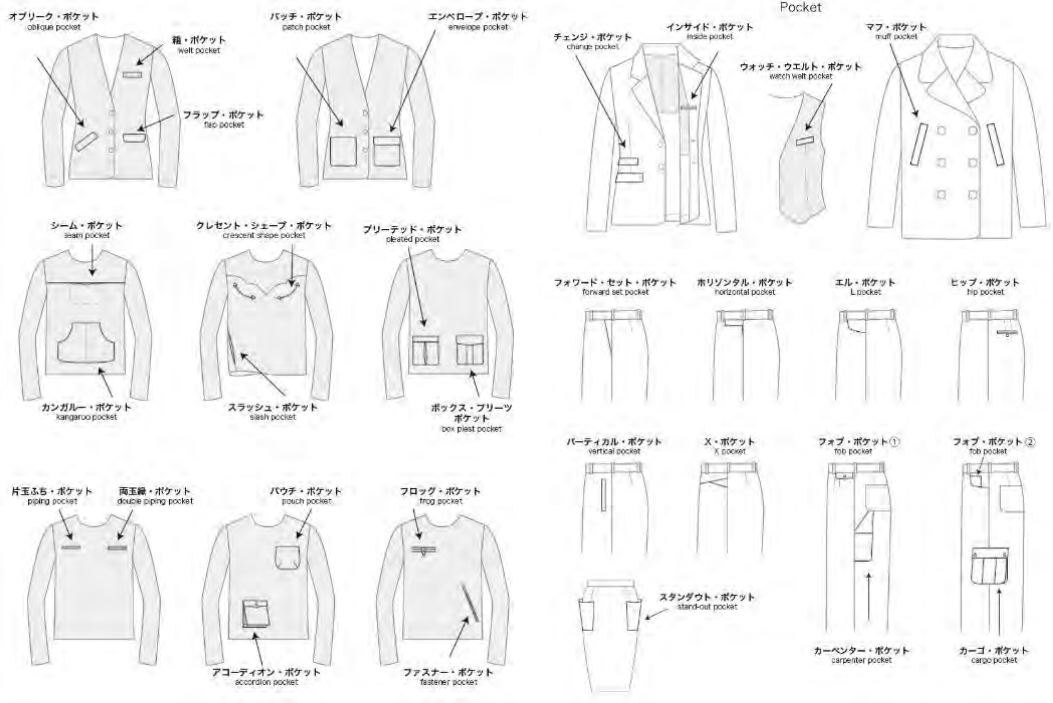 Pocket
オブリーク・ポケット
oblique pocket
箱・ポケット
welt pocket
フラップ・ポケット
flap pocket
パッチ・ポケット
patch pocket
エンベロープ・ポケット
envelope pocket
チェンジ・ポケット
change pocket
インサイド・ポケット
inside pocket
ウォッチ・ウエルト・ポケット
watch welt pocket
マフ・ポケット
muff pocket
シーム・ポケット
seam pocket
カンガルー・ポケット
kangaroo pocket
クレセント・シェープ・ポケット
crescent shape pocket
スラッシュ・ポケット
slash pocket
プリーテッド・ポケット
pleated pocket
ボックス・プリーツ
ポケット
box pleat pocket
フォワード・セット・ポケット
forward set pocket
ホリゾンタル・ポケット
horizontal pocket
エル・ポケット
L pocket
ヒップ・ポケット
hip pocket
片玉ふち・ポケット
piping pocket
両玉縁・ポケット
double piping pocket
パウチ・ポケット
pouch pocket
アコーディオン・ポケット
accordion pocket
フロッグ・ポケット
frog pocket
ファスナー・ポケット
fastener pocket
バーティカル・ポケット
vertical pocket
X・ポケット
X pocket
フォブ・ポケット①
fob pocket
フォブ・ポケット②
fob pocket
スタンダウト・ポケット
stand-out pocket
カーペンター・ポケット
carpenter pocket
カーゴ・ポケット
cargo pocket